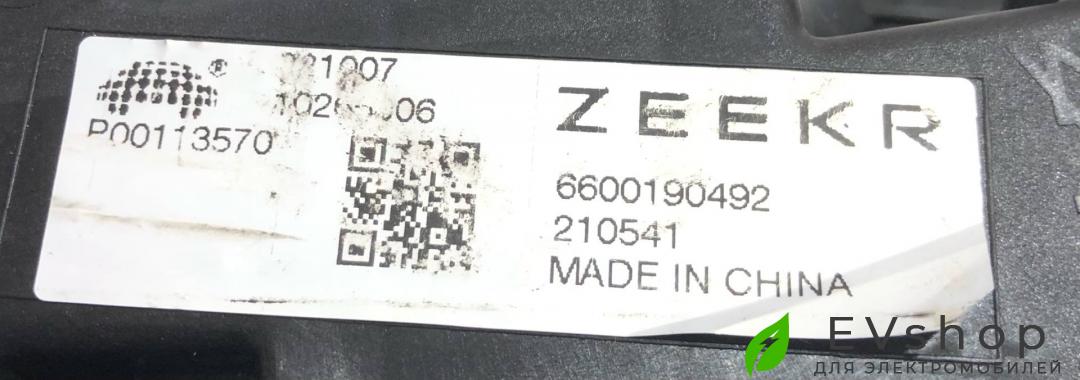 ®
P00113570
ZEEKR
6600190492
210541
MADE IN CHINA
EVshop
ДЛЯ ЭЛЕКТРОМОБИЛЕЙ